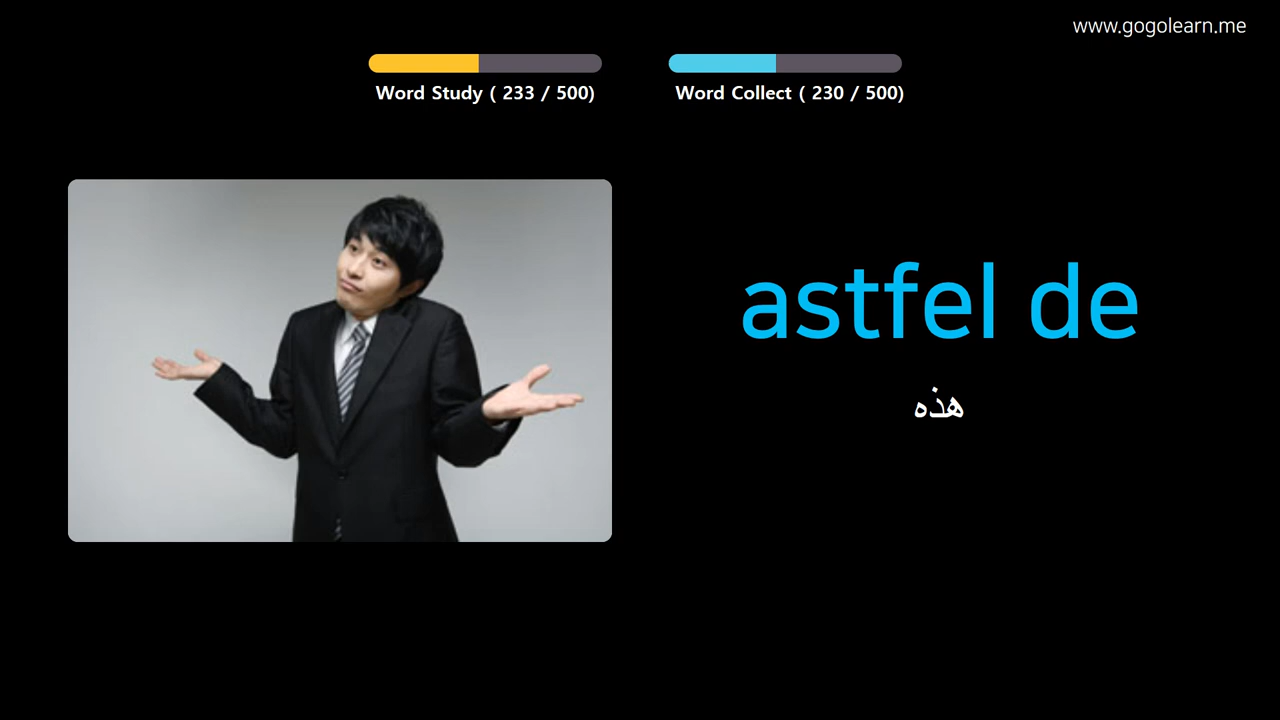 www.gogolearn.me
Word Study ( 233 / 500)
Word Collect ( 230 / 500)
astfel de
هذه